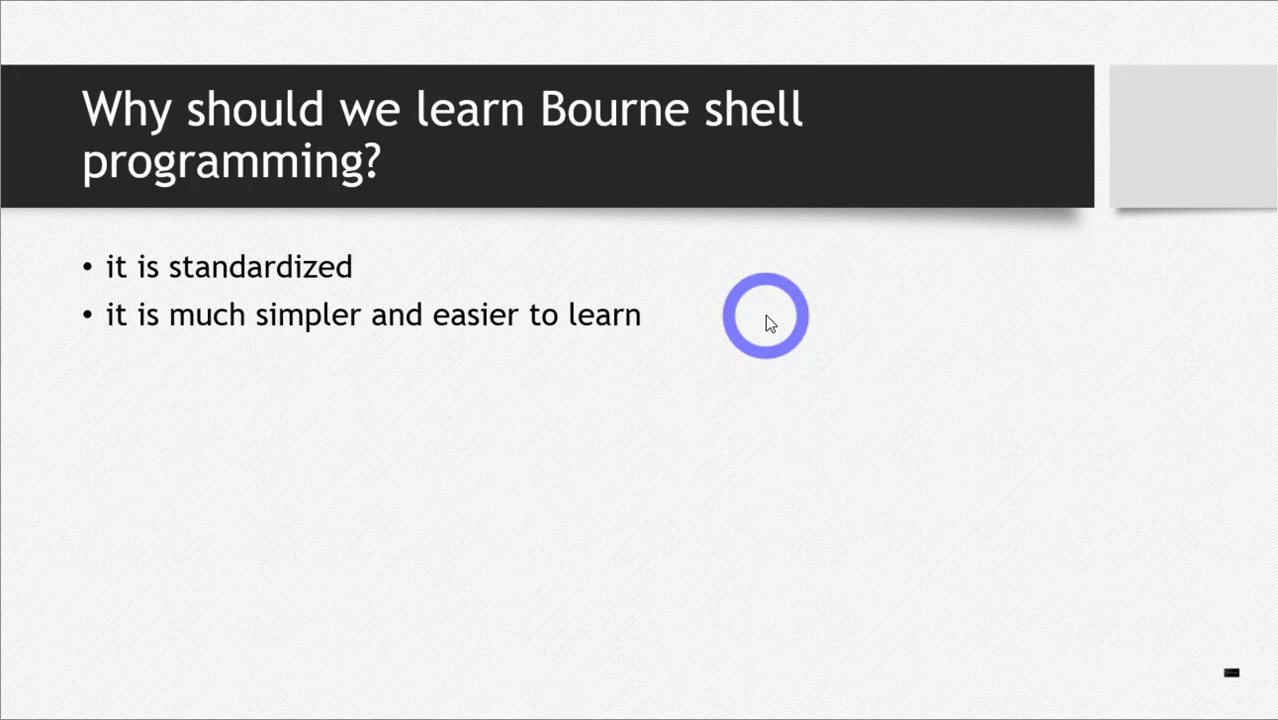 Why should we learn Bourne shell
programming?
• it is standardized
• it is much simpler and easier to learn